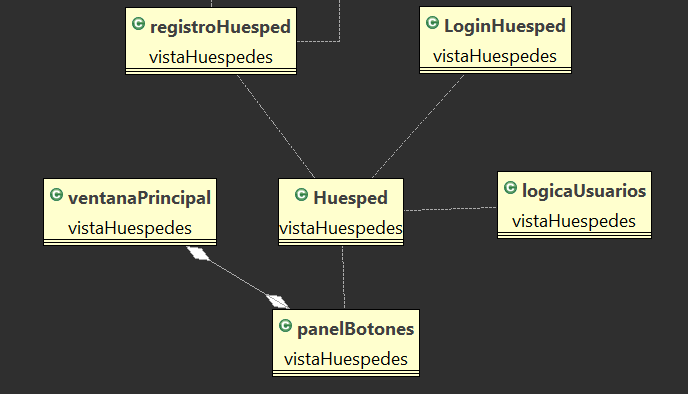 C registroHuesped
vistaHuespedes
C LoginHuesped
vistaHuespedes
C ventanaPrincipal
vistaHuespedes
C Huesped
vistaHuespedes
C logicaUsuarios
vistaHuespedes
C panelBotones
vistaHuespedes